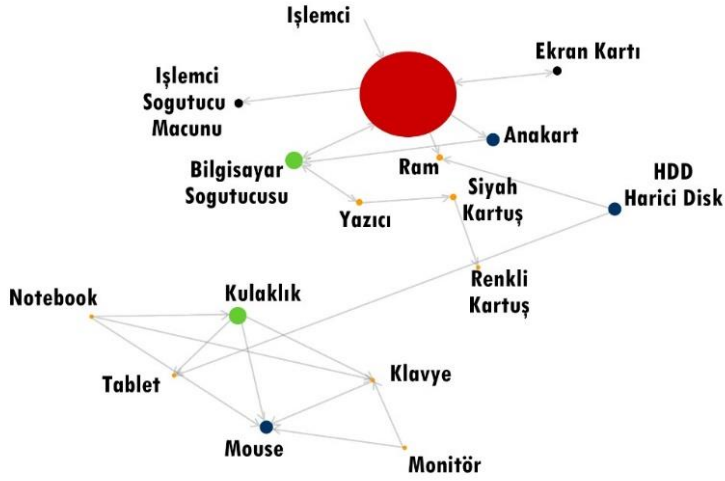 Işlemci
Ekran Kartı
Işlemci
Sogutucu
Macunu
Anakart
Ram
Bilgisayar
Sogutucusu
HDD
Harici Disk
Siyah
Kartuş
Yazıcı
Renkli
Kartuş
Notebook
Kulaklık
Tablet
Klavye
Mouse
Monitör